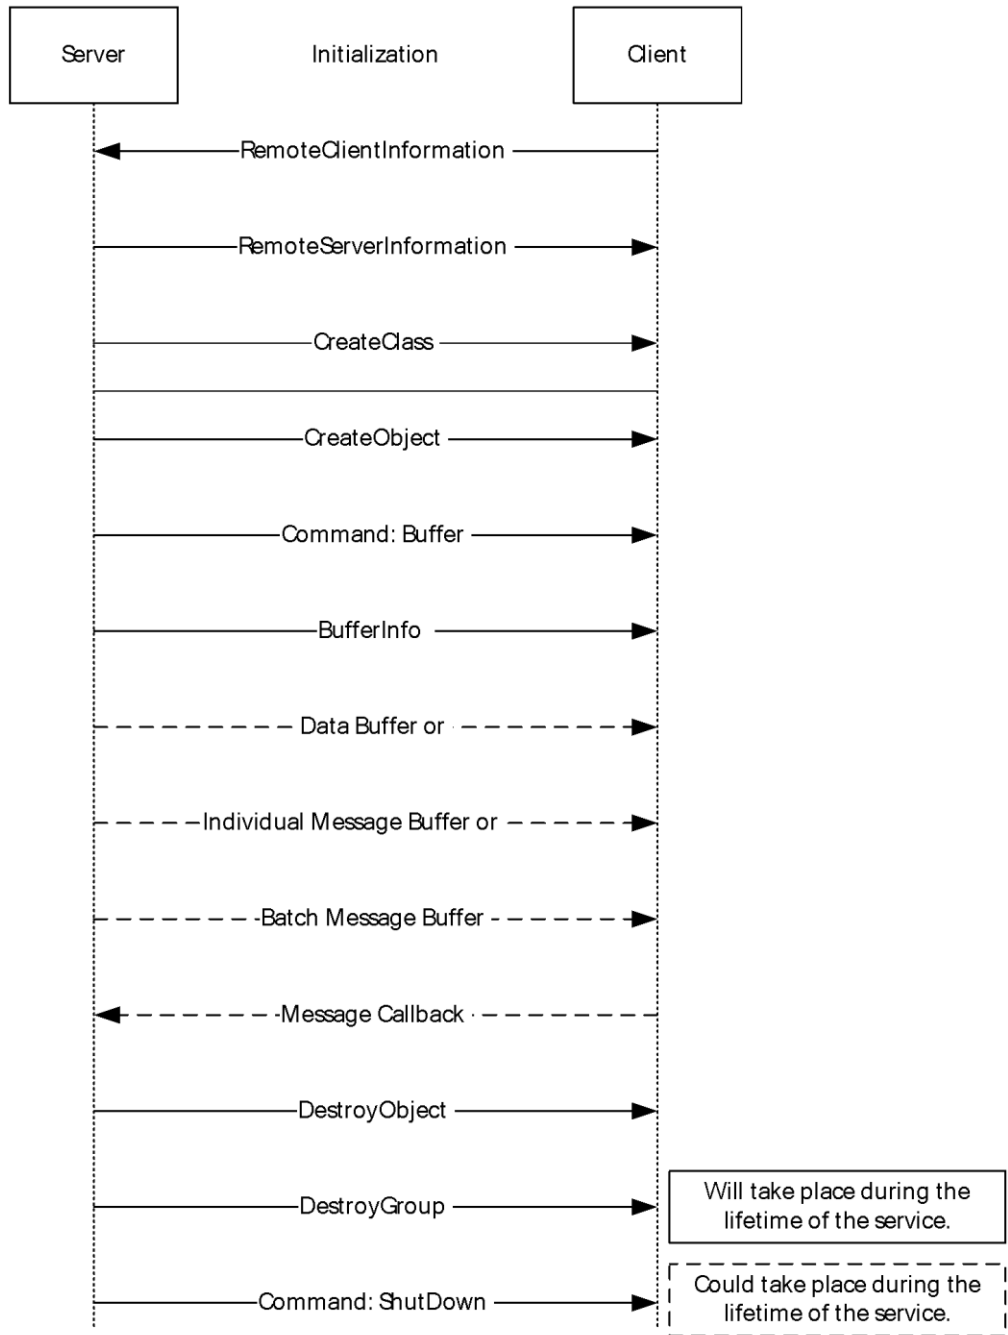 Server
Initialization
Client
RemoteClientInformation
RemoteServerInformation
CreateClass
CreateObject
Command: Buffer
BufferInfo
Data Buffer or
Individual Message Buffer or
Batch Message Buffer
Message Callback
DestroyObject
DestroyGroup
Will take place during the
lifetime of the service.
Command: ShutDown
Could take place during the
lifetime of the service.